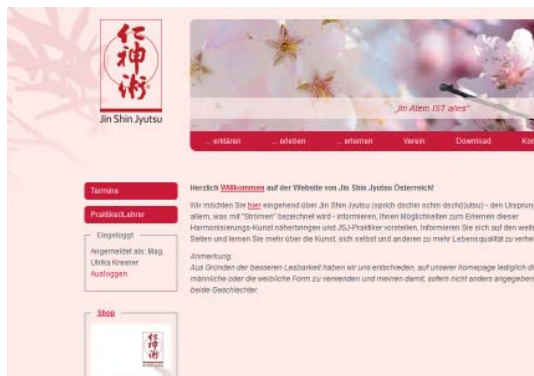 仁
神
術
Jin Shin Jyutsu
„Im Atem IST alles"
... erklären ... erleben ... erlernen Verein Download
Termine
Praktiker/Lehrer
Eingeloggt
Angemeldet als: Mag.
Ulrika Kresner
Ausloggen
Shop
仁
神
術
Herzlich Willkommen auf der Website von Jin Shin Jyutsu Österreich!
Wir möchten Sie hier eingehend über Jin Shin Jyutsu (sprich dschin schin dschi(j)utsu) - den Ursprung
allem, was mit "Strömen" bezeichnet wird - informieren, Ihnen Möglichkeiten zum Erlernen dieser
Harmonisierungs-Kunst näherbringen und JSJ-Praktiker vorstellen. Informieren Sie sich auf den
Seiten und lernen Sie mehr über die Kunst, sich selbst und anderen zu mehr Lebensqualität zu
Anmerkung:
Aus Gründen der besseren Lesbarkeit haben wir uns entschieden, auf unserer homepage lediglich
männliche oder die weibliche Form zu verwenden und meinen damit, sofern nicht anders angegeben
beide Geschlechter.